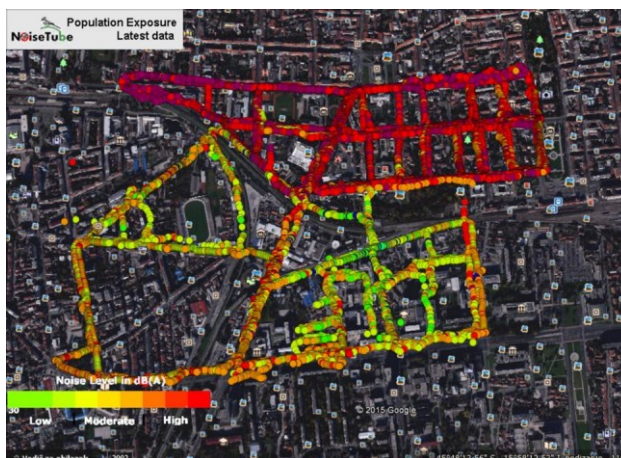 Population Exposure
NoiseTube Latest data
Noise Level in dB(A)
30
Low Moderate High
© 2015 Google